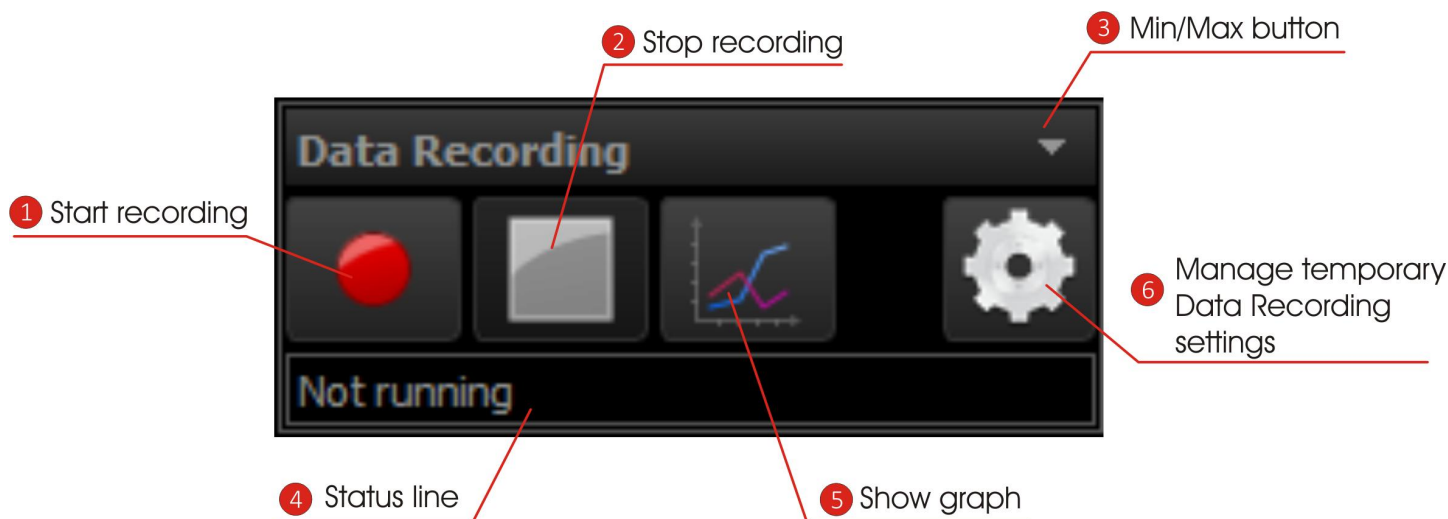 2 Stop recording
3 Min/Max button
Data Recording
1 Start recording
6 Manage temporary
Data Recording
settings
Not running
4 Status line
5 Show graph